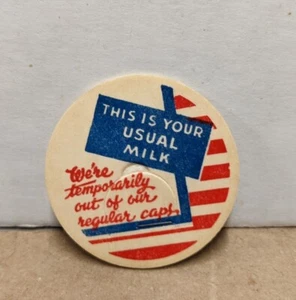 THIS IS YOUR
USUAL
MILK
We're
temporarily
out of our
regular caps